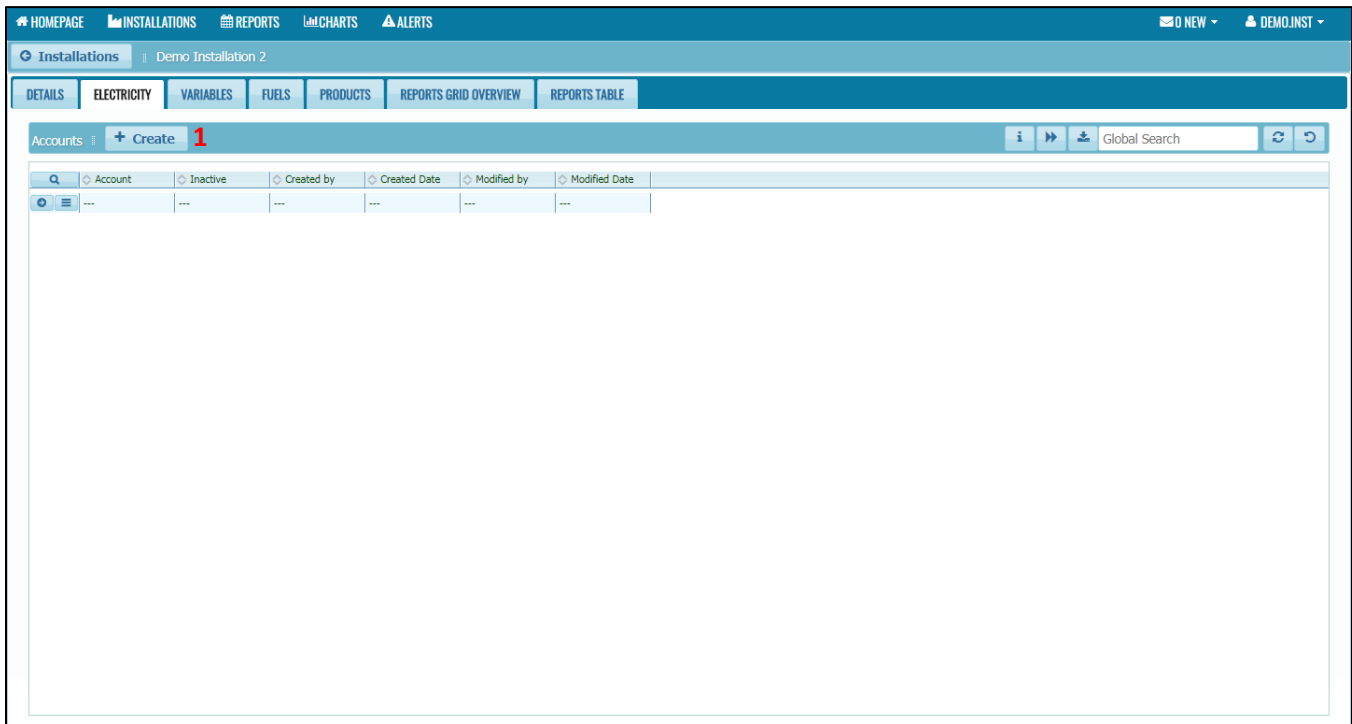 HOMEPAGE INSTALLATIONS REPORTS CHARTS ALERTS 0 NEW DEMO.INST
Installations Demo Installation 2
DETAILS ELECTRICITY VARIABLES FUELS PRODUCTS REPORTS GRID OVERVIEW REPORTS TABLE
Accounts + Create 1 i Global Search
Account Inactive Created by Created Date Modified by Modified Date
--- --- --- --- --- ---